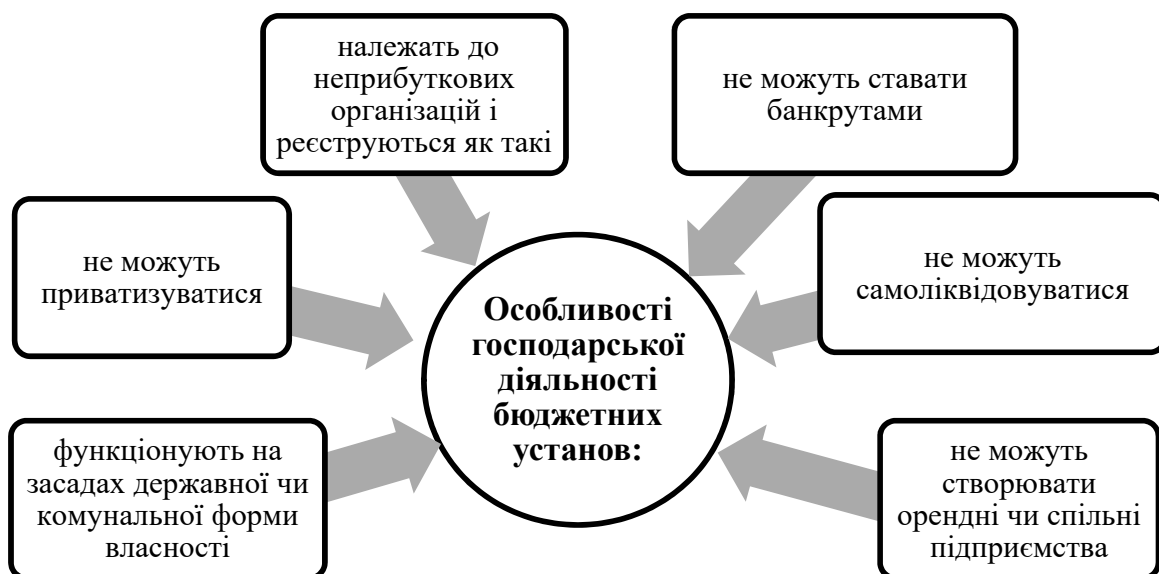 належать до
неприбуткових
організацій і
реєструються як такі
не можуть ставати
банкрутами
не можуть
приватизуватися
не можуть
самоліквідовуватися
Особливості
господарської
діяльності
бюджетних
установ:
функціонують на
засадах державної чи
комунальної форми
власності
не можуть
створювати
орендні чи спільні
підприємства